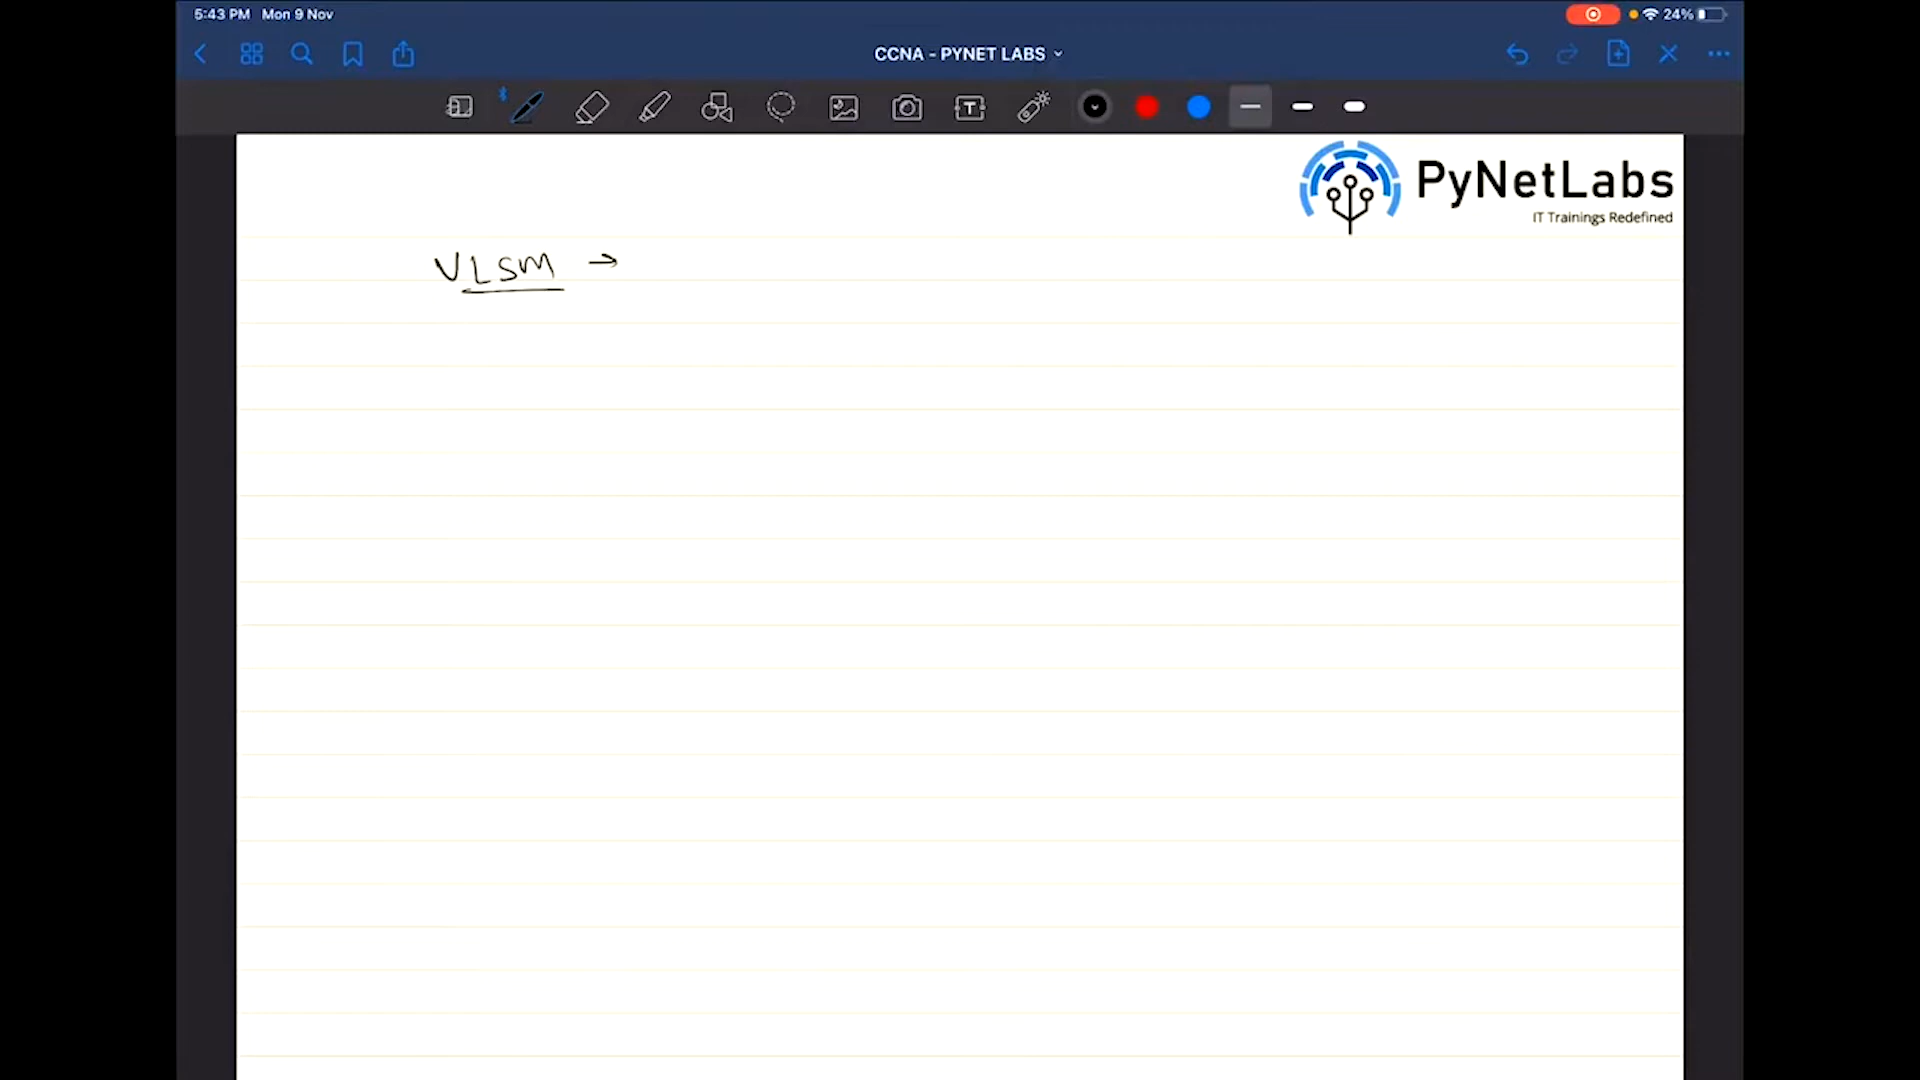 5:43 PM Mon 9 Nov
24%
CCNA - PYNET LABS
T
PyNetLabs
IT Trainings Redefined
VLSM →